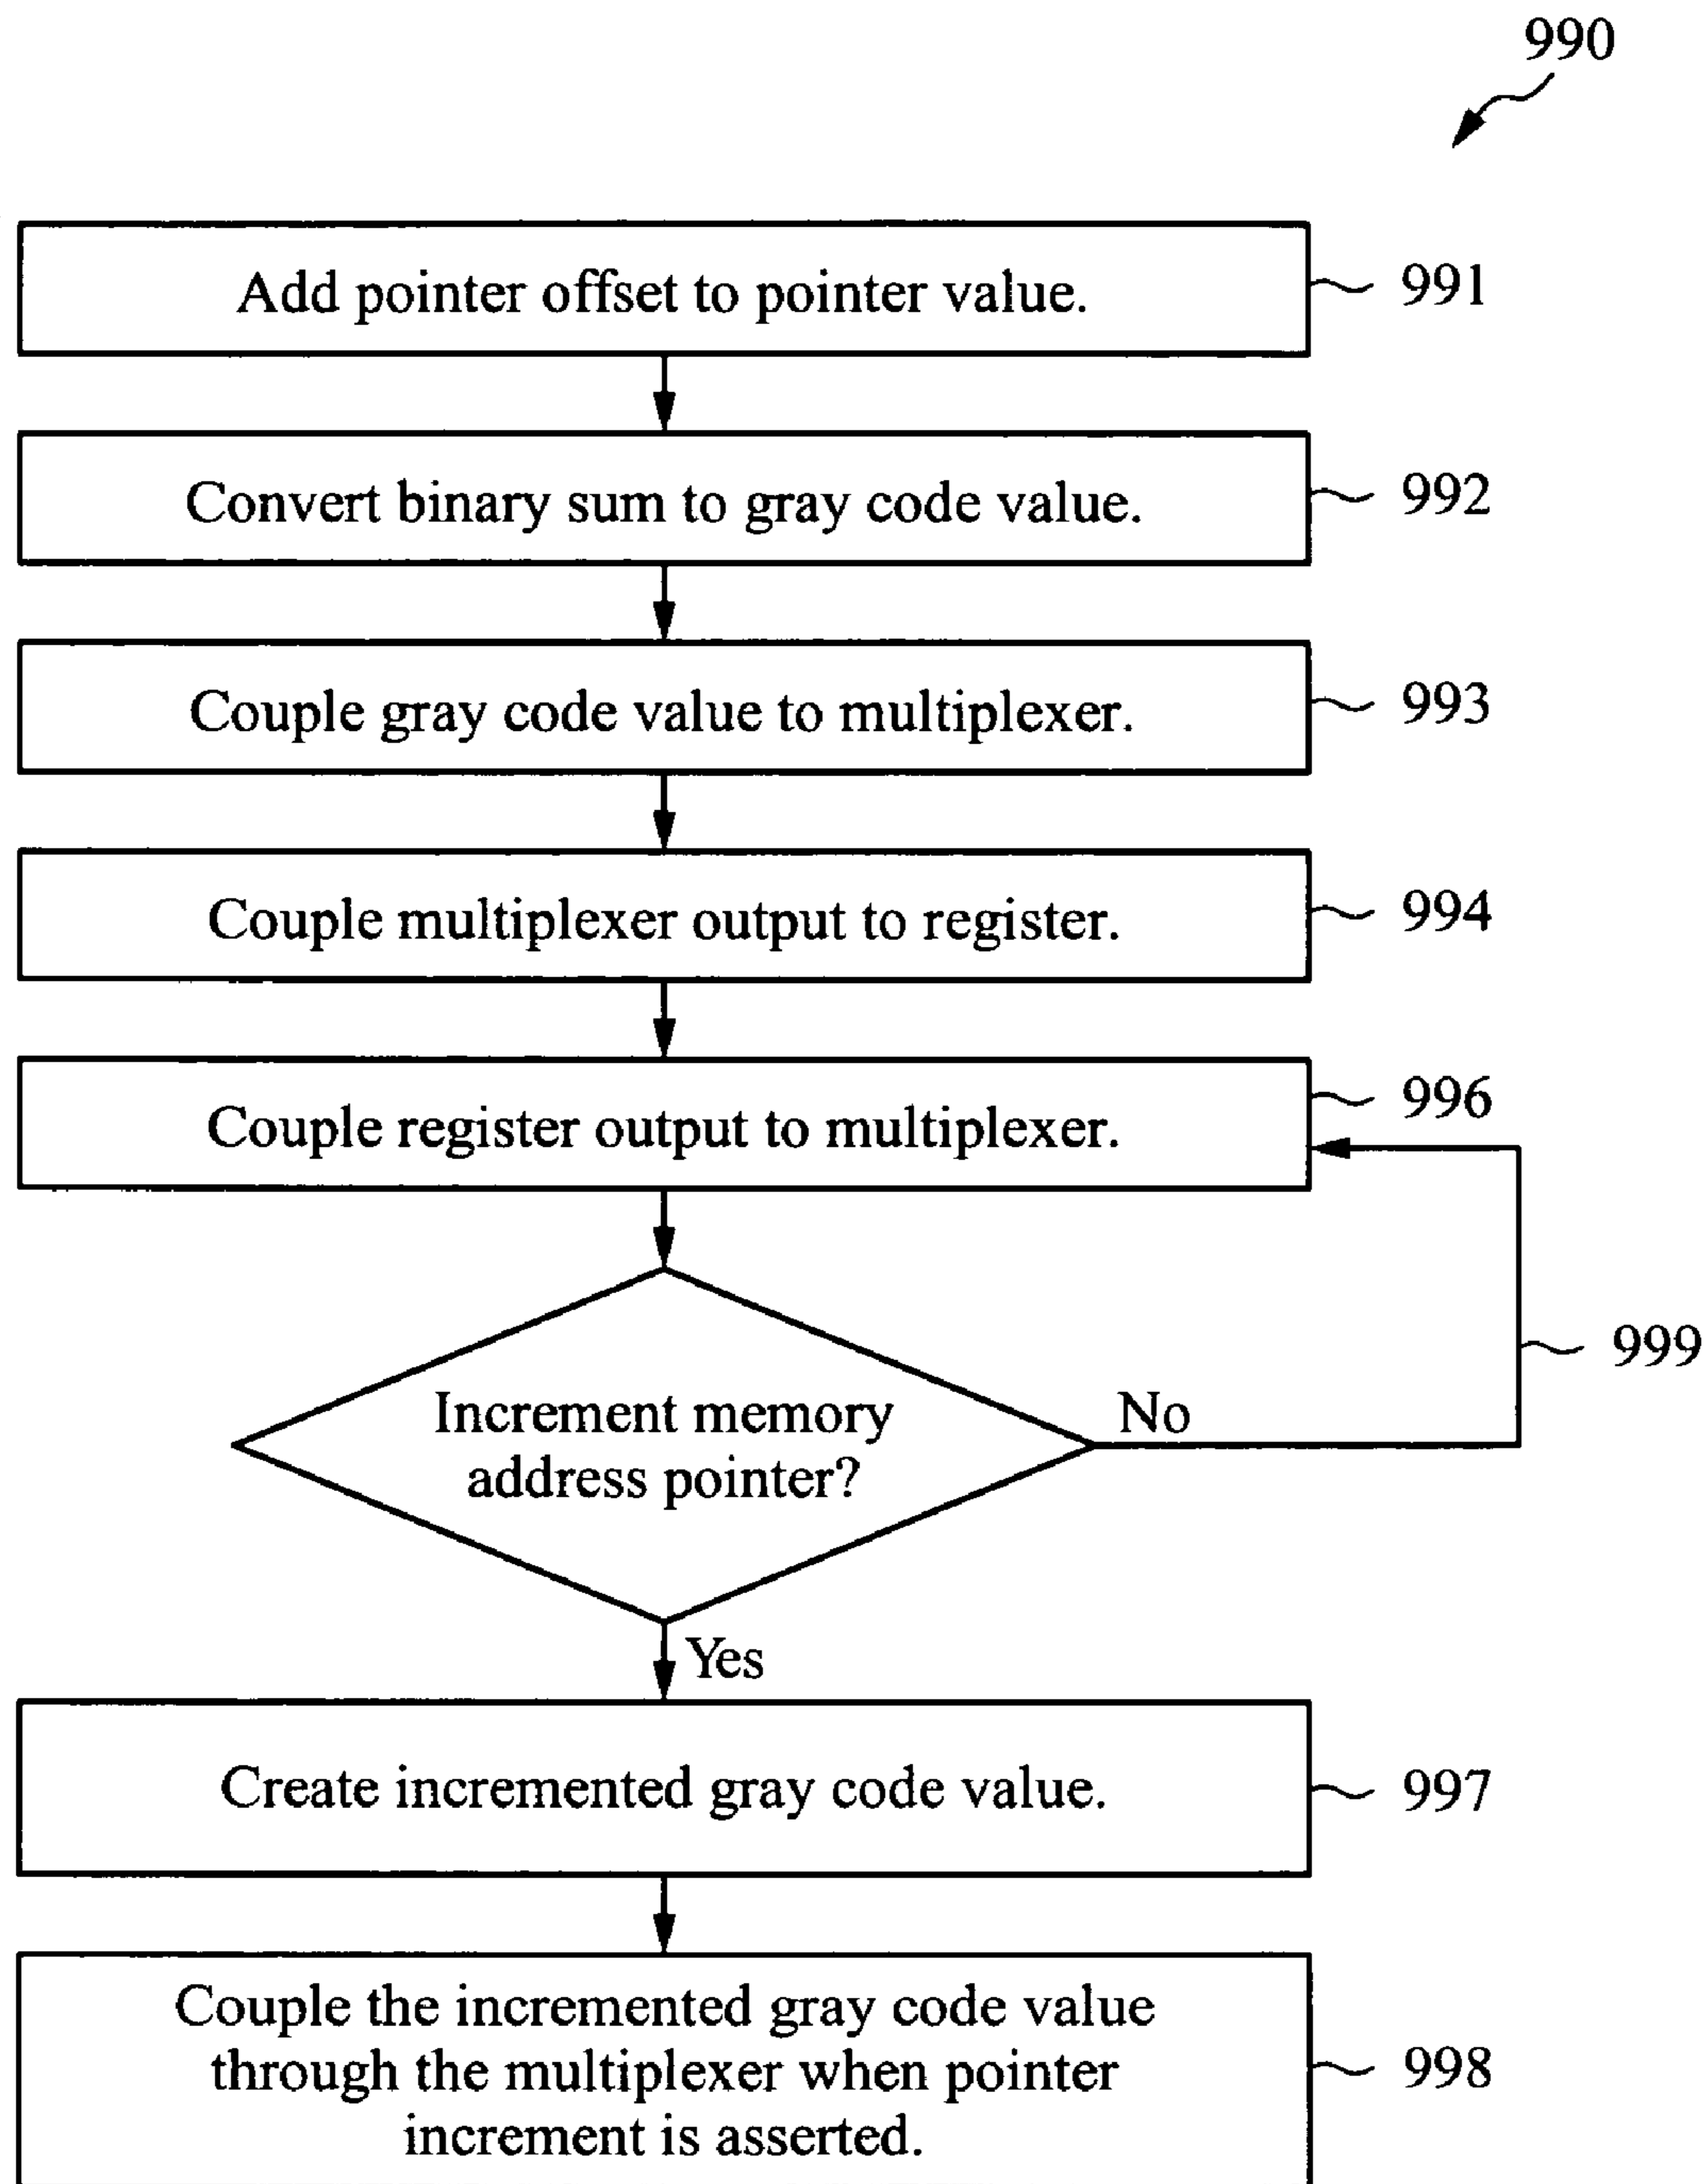 990
Add pointer offset to pointer value.
991
Convert binary sum to gray code value.
992
Couple gray code value to multiplexer.
993
Couple multiplexer output to register.
994
Couple register output to multiplexer.
996
999
Increment memory
address pointer?
No
Yes
Create incremented gray code value.
997
Couple the incremented gray code value
through the multiplexer when pointer
increment is asserted.
998